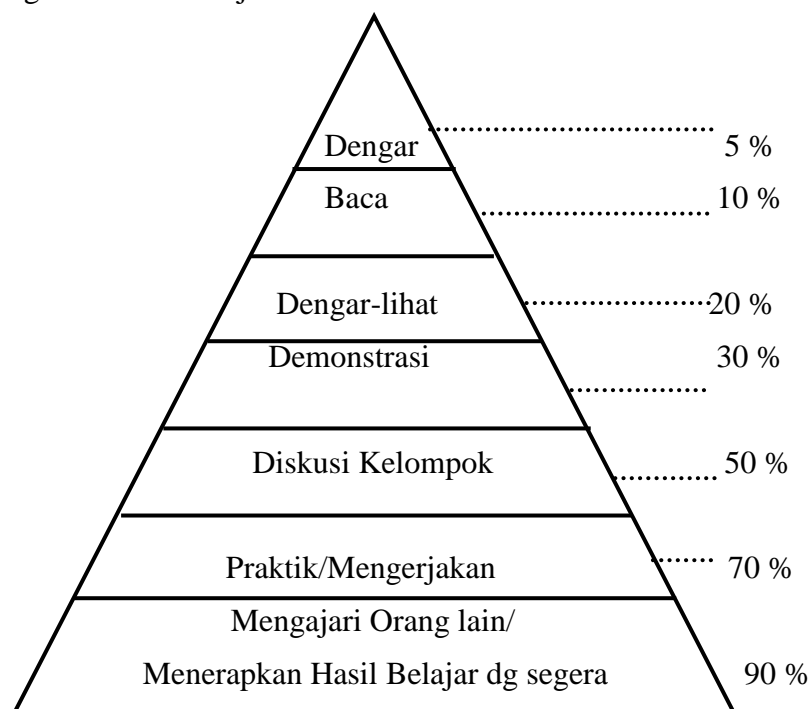 Dengar 5 %
Baca 10 %
Dengar-lihat 20 %
Demonstrasi 30 %
Diskusi Kelompok 50 %
Praktik/Mengerjakan 70 %
Mengajari Orang lain/
Menerapkan Hasil Belajar dg segera 90 %